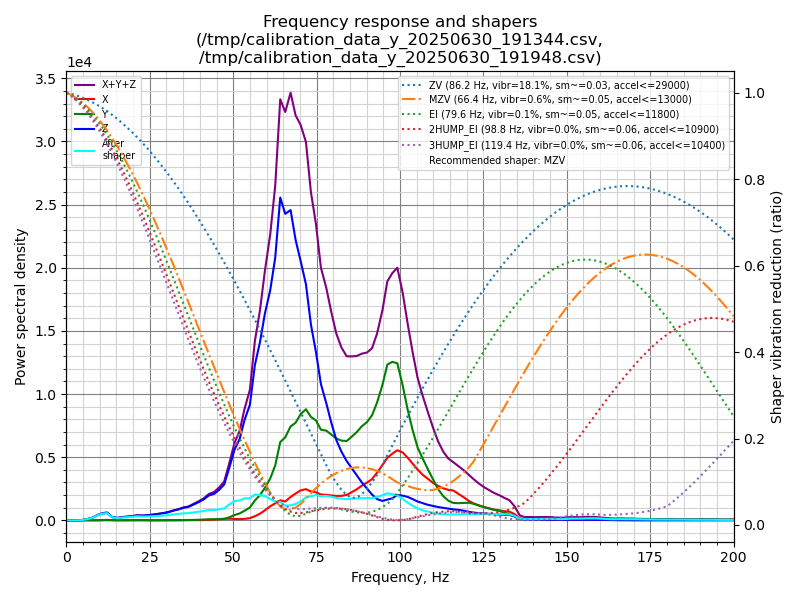 Frequency response and shapers
(/tmp/calibration_data_y_20250630_191344.csv,
/tmp/calibration_data_y_20250630_191948.csv)
1e4
3.5
3.0
2.5
2.0
1.5
1.0
0.5
0.0
Power spectral density
X+Y+Z
X
Y
Z
After
shaper
ZV (86.2 Hz, vibr=18.1%, sm~=0.03, accel<=29000)
MZV (66.4 Hz, vibr=0.6%, sm~=0.05, accel<=13000)
EI (79.6 Hz, vibr=0.1%, sm~=0.05, accel<=11800)
2HUMP_EI (98.8 Hz, vibr=0.0%, sm~=0.06, accel<=10900)
3HUMP_EI (119.4 Hz, vibr=0.0%, sm~=0.06, accel<=10400)
Recommended shaper: MZV
1.0
0.8
0.6
0.4
0.2
0.0
Shaper vibration reduction (ratio)
0 25 50 75 100 125 150 175 200
Frequency, Hz